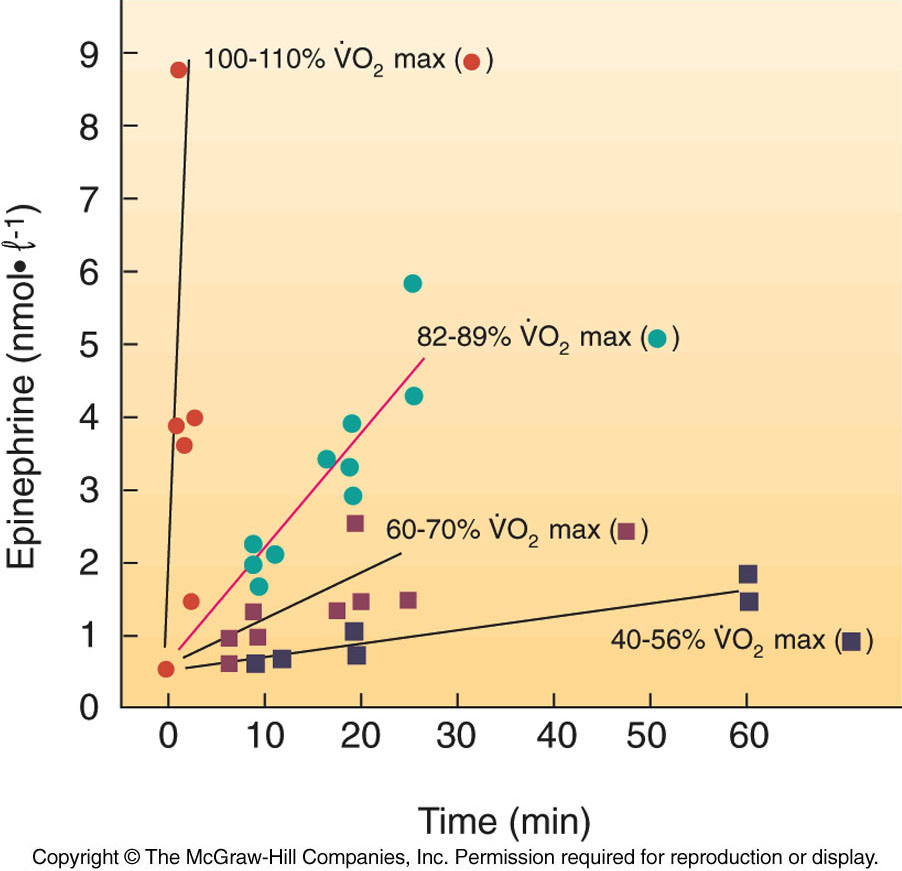 9
100-110% V̇O₂ max (●)
8
7
6
5
82-89% V̇O₂ max (●)
4
3
60-70% V̇O₂ max (■)
2
1
40-56% V̇O₂ max (■)
0
Epinephrine (nmol•ℓ⁻¹)
0 10 20 30 40 50 60
Time (min)
Copyright © The McGraw-Hill Companies, Inc. Permission required for reproduction or display.